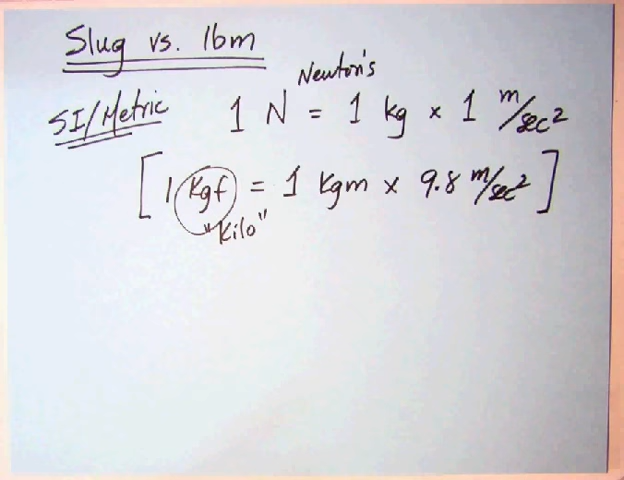 Slug vs. lbm
Newton's
SI/Metric 1 N = 1 kg × 1 m/sec²
[1 Kgf = 1 Kgm × 9.8 m/sec²]
"Kilo"